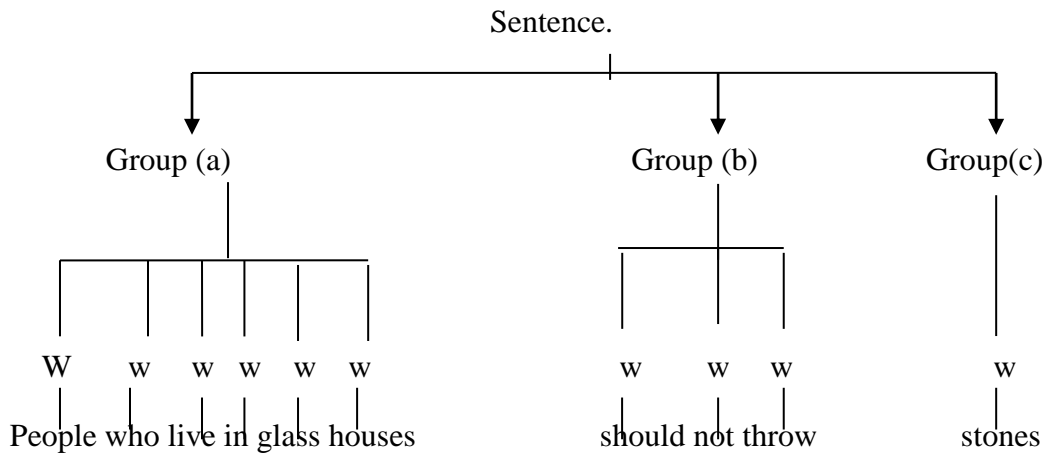 Sentence.
Group (a) Group (b) Group(c)
W w w w w w w w w w
People who live in glass houses should not throw stones